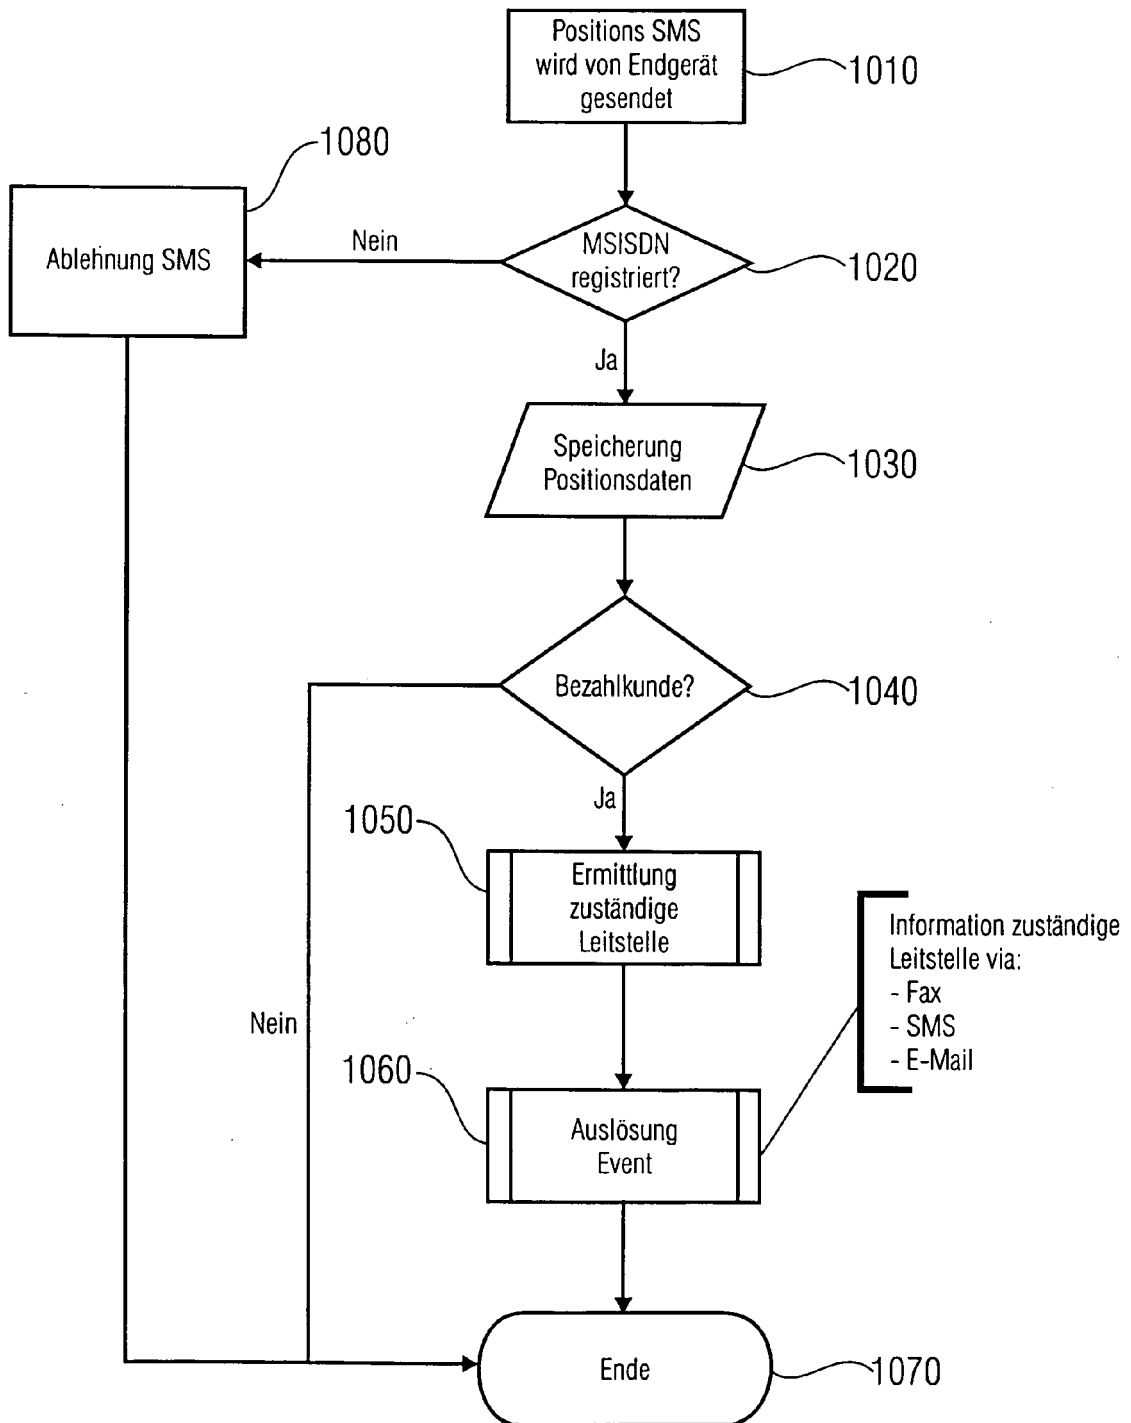 Positions SMS
wird von Endgerät
gesendet
1010
1080
Ablehnung SMS
Nein
MSISDN
registriert?
1020
Ja
Speicherung
Positionsdaten
1030
Bezahlkunde?
1040
Ja
1050
Ermittlung
zuständige
Leitstelle
Information zuständige
Leitstelle via:
- Fax
- SMS
- E-Mail
Nein
1060
Auslösung
Event
Ende
1070